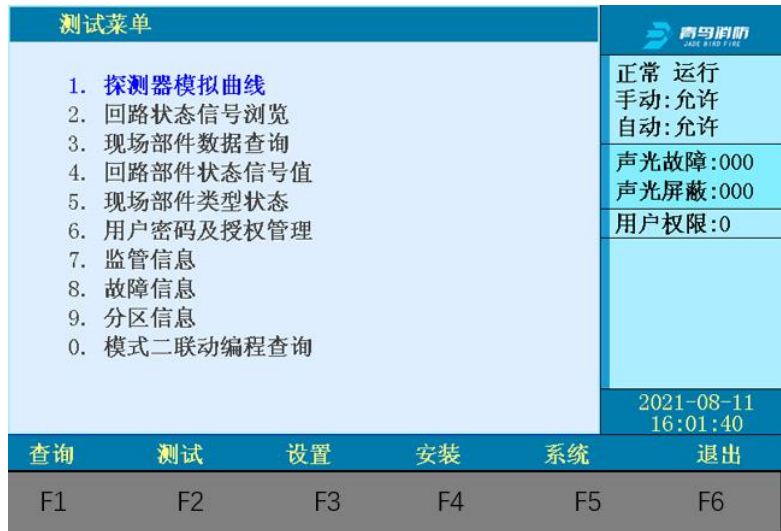 测试菜单
青鸟消防
JADE BIRD FIRE
1. 探测器模拟曲线
2. 回路状态信号浏览
3. 现场部件数据查询
4. 回路部件状态信号值
5. 现场部件类型状态
6. 用户密码及授权管理
7. 监管信息
8. 故障信息
9. 分区信息
0. 模式二联动编程查询
正常 运行
手动:允许
自动:允许
声光故障:000
声光屏蔽:000
用户权限:0
2021-08-11
16:01:40
查询 测试 设置 安装 系统 退出
F1 F2 F3 F4 F5 F6